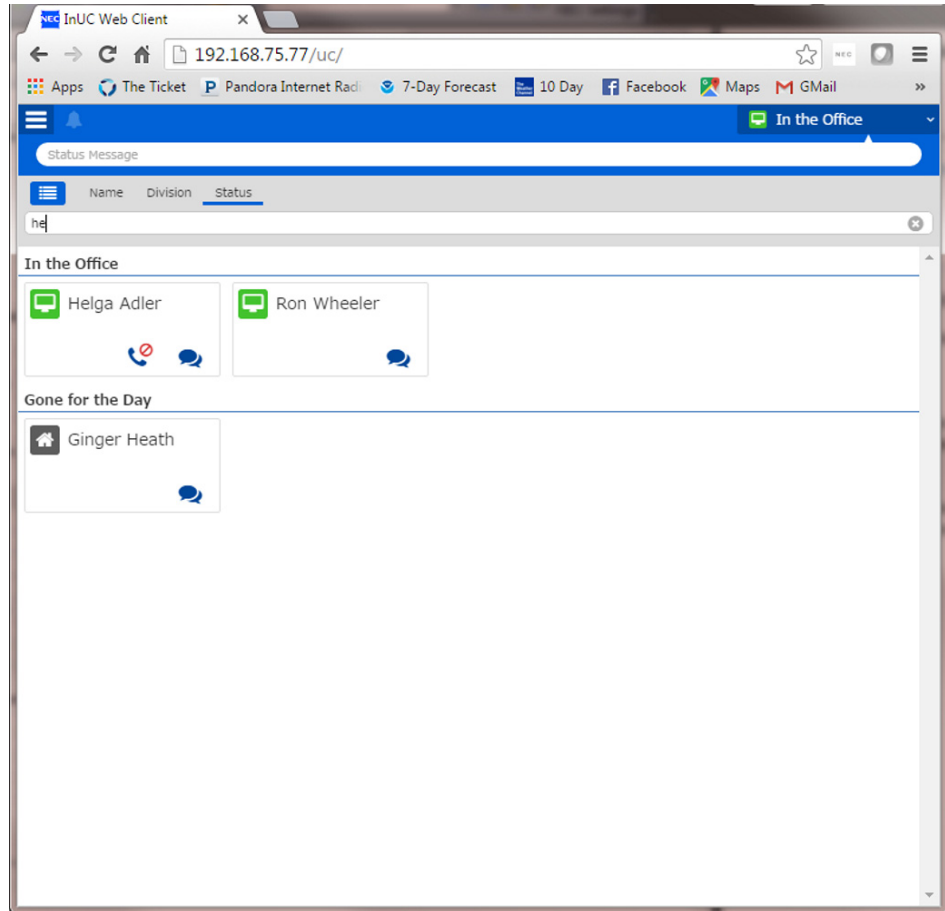 NEC InUC Web Client
192.168.75.77/uc/ NEC
Apps The Ticket P Pandora Internet Radi 7-Day Forecast 10 Day Facebook Maps GMail »
In the Office
Status Message
Name Division Status
he
In the Office
Helga Adler Ron Wheeler
Gone for the Day
Ginger Heath